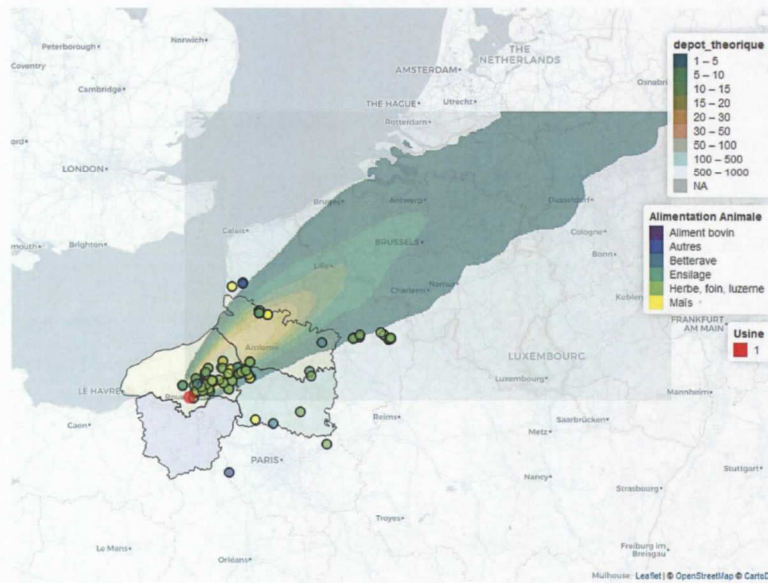 Peterborough
Norwich
Coventry
Cambridge
AMSTERDAM
THE NETHERLANDS
THE HAGUE
Utrecht
Rotterdam
LONDON
Bruges
Antwerp
Calais
Brighton
BRUSSELS
Cologne
Bonn
Lille
Charleroi
Namur
FRANKFURT AM MAIN
Amiens
LUXEMBOURG
Luxembourg
LE HAVRE
Caen
Reims
Mannheim
Saarbrücken
Metz
PARIS
Nancy
Stuttgart
Strasbourg
Troyes
Le Mans
Orléans
Freiburg im Breisgau
depot_theorique
1 – 5
5 – 10
10 – 15
15 – 20
20 – 30
30 – 50
50 – 100
100 – 500
500 – 1000
NA
Alimentation Animale
Aliment bovin
Autres
Betterave
Ensilage
Herbe, foin, luzerne
Maïs
Usine
1
Mulhouse
Leaflet | © OpenStreetMap © CartoD